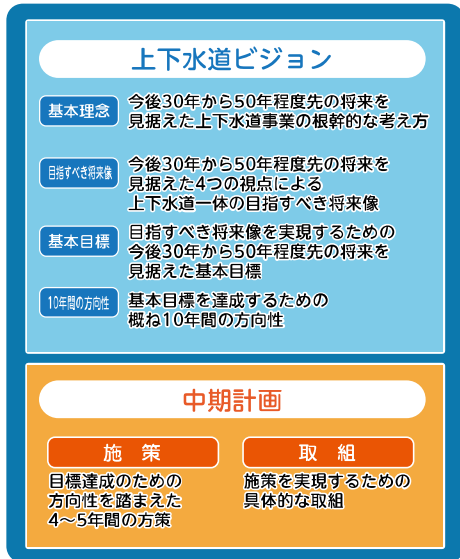 上下水道ビジョン
基本理念
今後30年から50年程度先の将来を
見据えた上下水道事業の根幹的な考え方
目指すべき将来像
今後30年から50年程度先の将来を
見据えた4つの視点による
上下水道一体の目指すべき将来像
基本目標
目指すべき将来像を実現するための
今後30年から50年程度先の将来を
見据えた基本目標
10年間の方向性
基本目標を達成するための
概ね10年間の方向性
中期計画
施　策
目標達成のための
方向性を踏まえた
4〜5年間の方策
取　組
施策を実現するための
具体的な取組